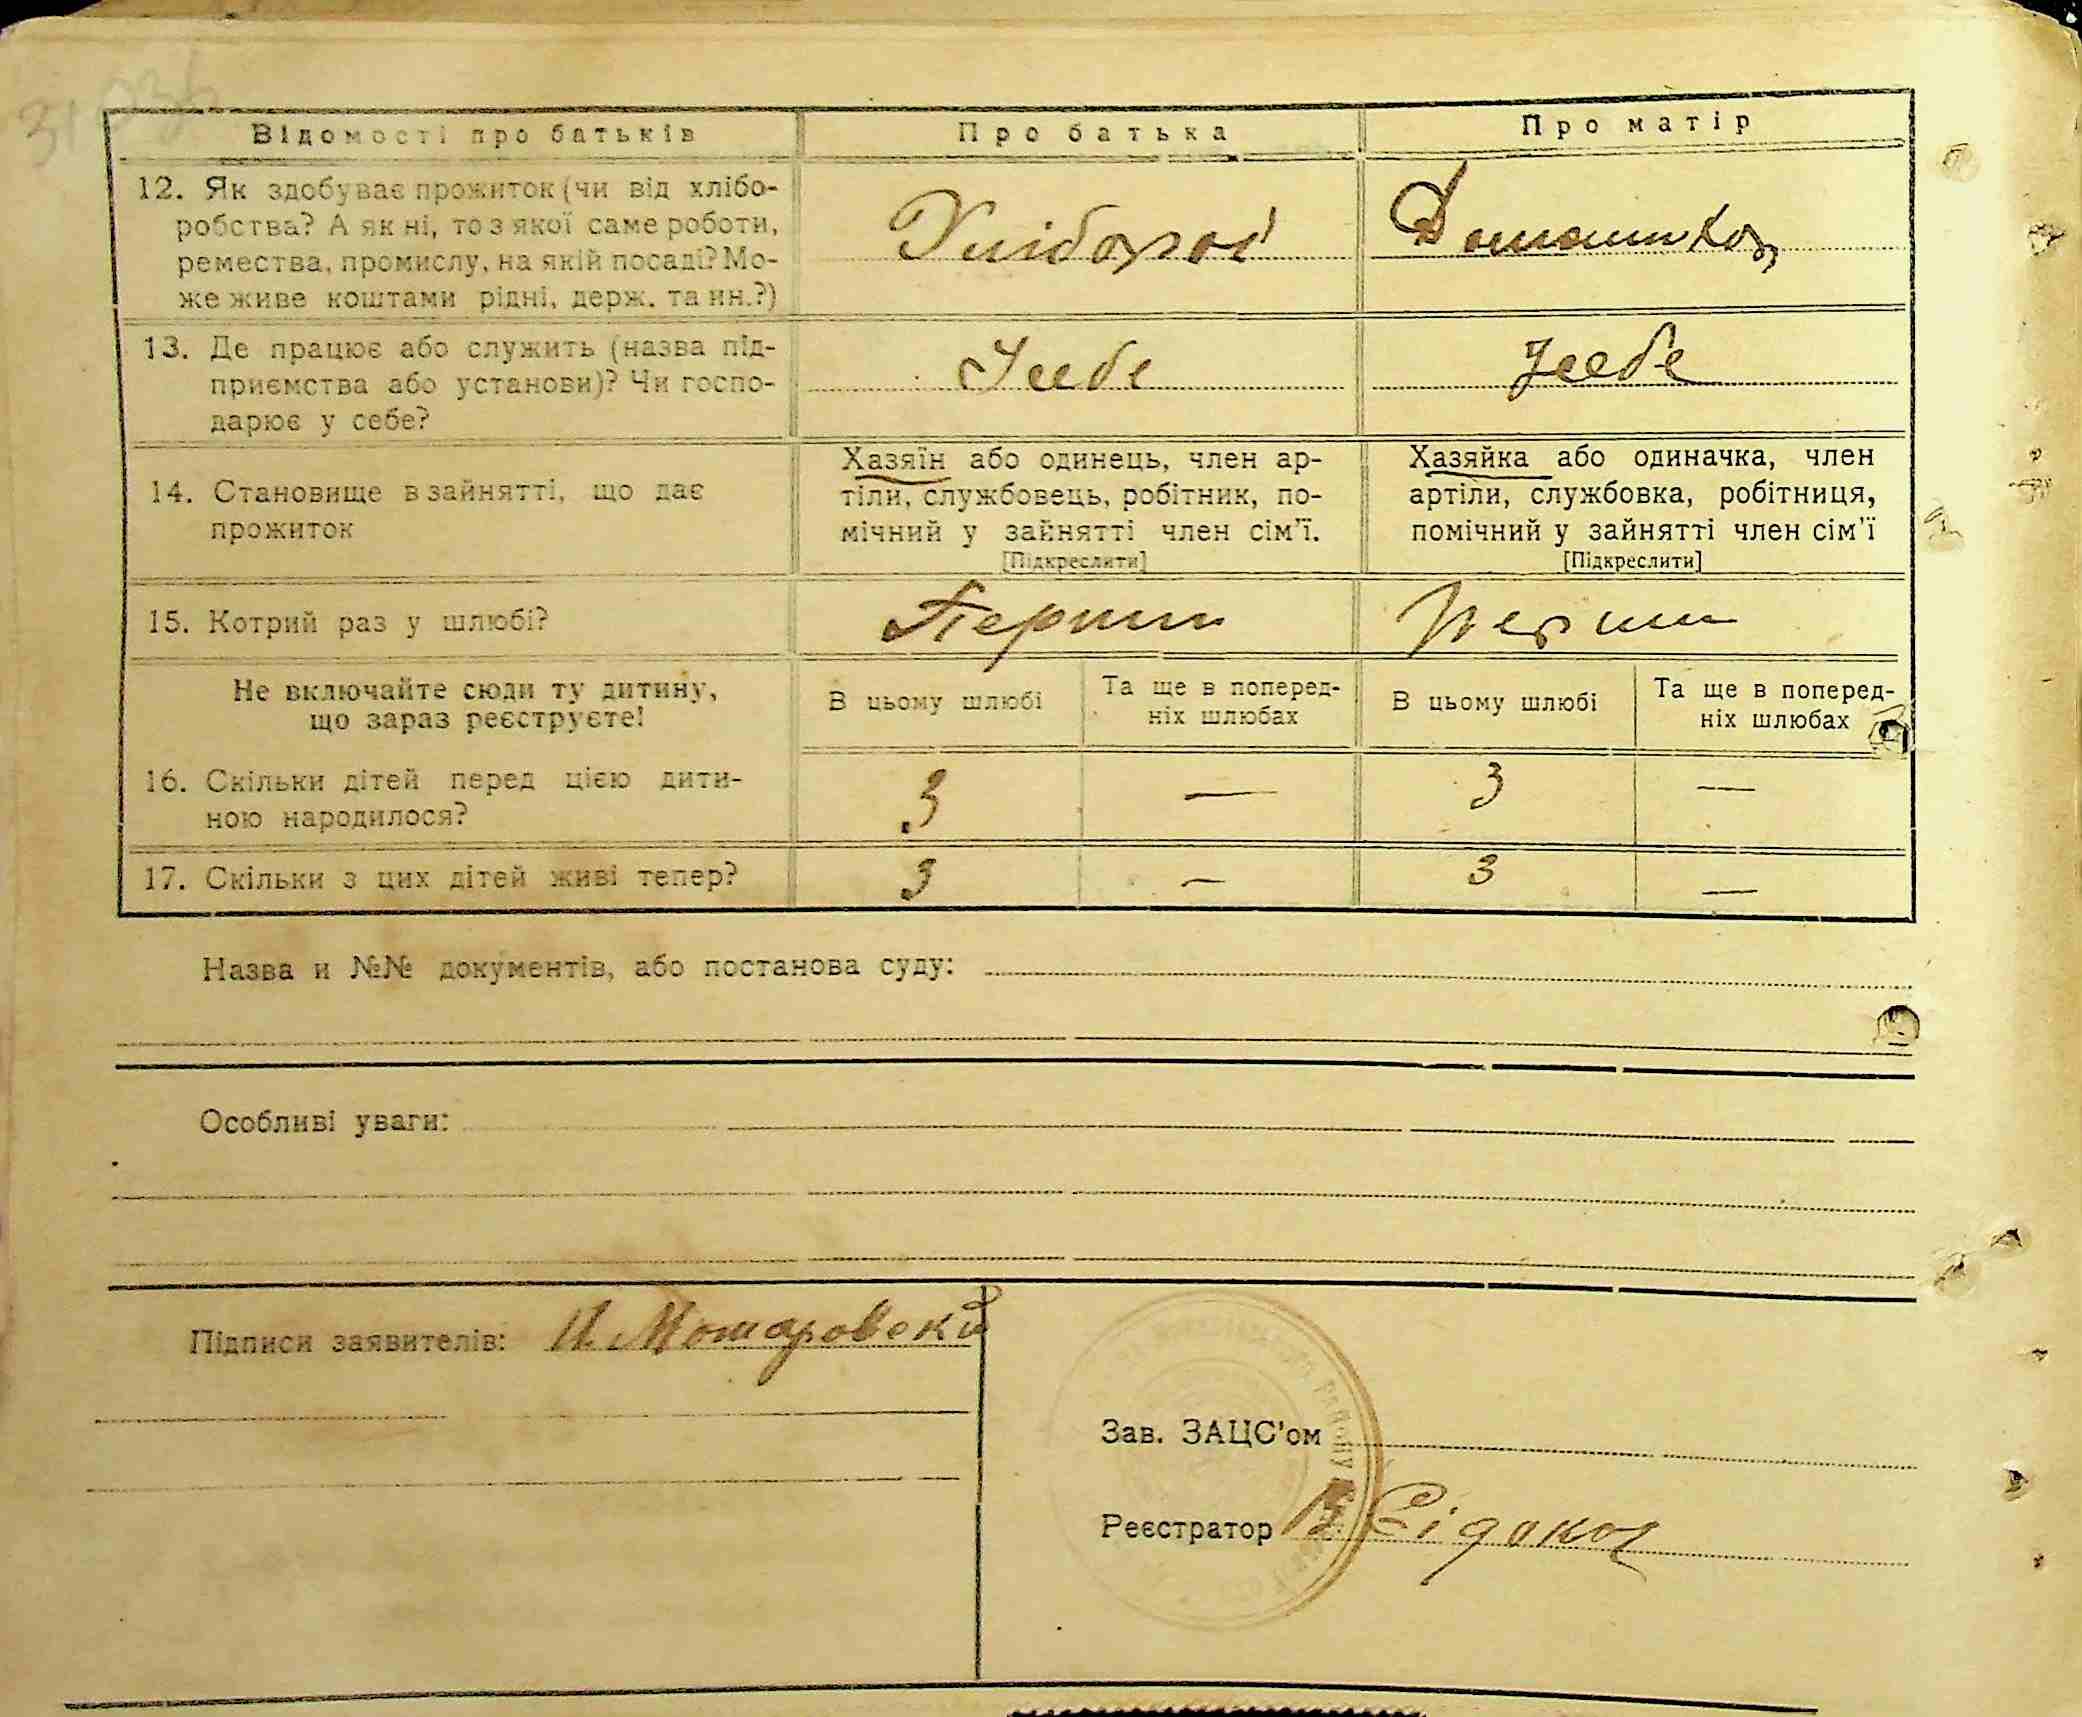 Відомості про батьків
Про батька
Про матір
12. Як здобуває прожиток (чи від хлібо-
робства? А як ні, то з якої саме роботи,
ремества, промислу, на якій посаді? Мо-
же живе коштами рідні, держ. та ин.?)
13. Де працює або служить (назва під-
приємства або установи)? Чи госпо-
дарює у себе?
Усебе
Усебе
14. Становище в зайнятті, що дає
прожиток
Хазяїн або одинець, член ар-
тіли, службовець, робітник, по-
мічний у зайнятті член сім'ї.
[Підкреслити]
Хазяйка або одиначка, член
артіли, службовка, робітниця,
помічний у зайнятті член сім'ї
[Підкреслити]
15. Котрий раз у шлюбі?
Перши
Перши
Не включайте сюди ту дитину,
що зараз реєструєте!
В цьому шлюбі
Та ще в поперед-
ніх шлюбах
В цьому шлюбі
Та ще в поперед-
ніх шлюбах
16. Скільки дітей перед цією дити-
ною народилося?
3
—
3
—
17. Скільки з цих дітей живі тепер?
3
—
3
—
Назва и №№ документів, або постанова суду:
Особливі уваги:
Підписи заявителів:
Зав. ЗАЦС'ом
Реєстратор